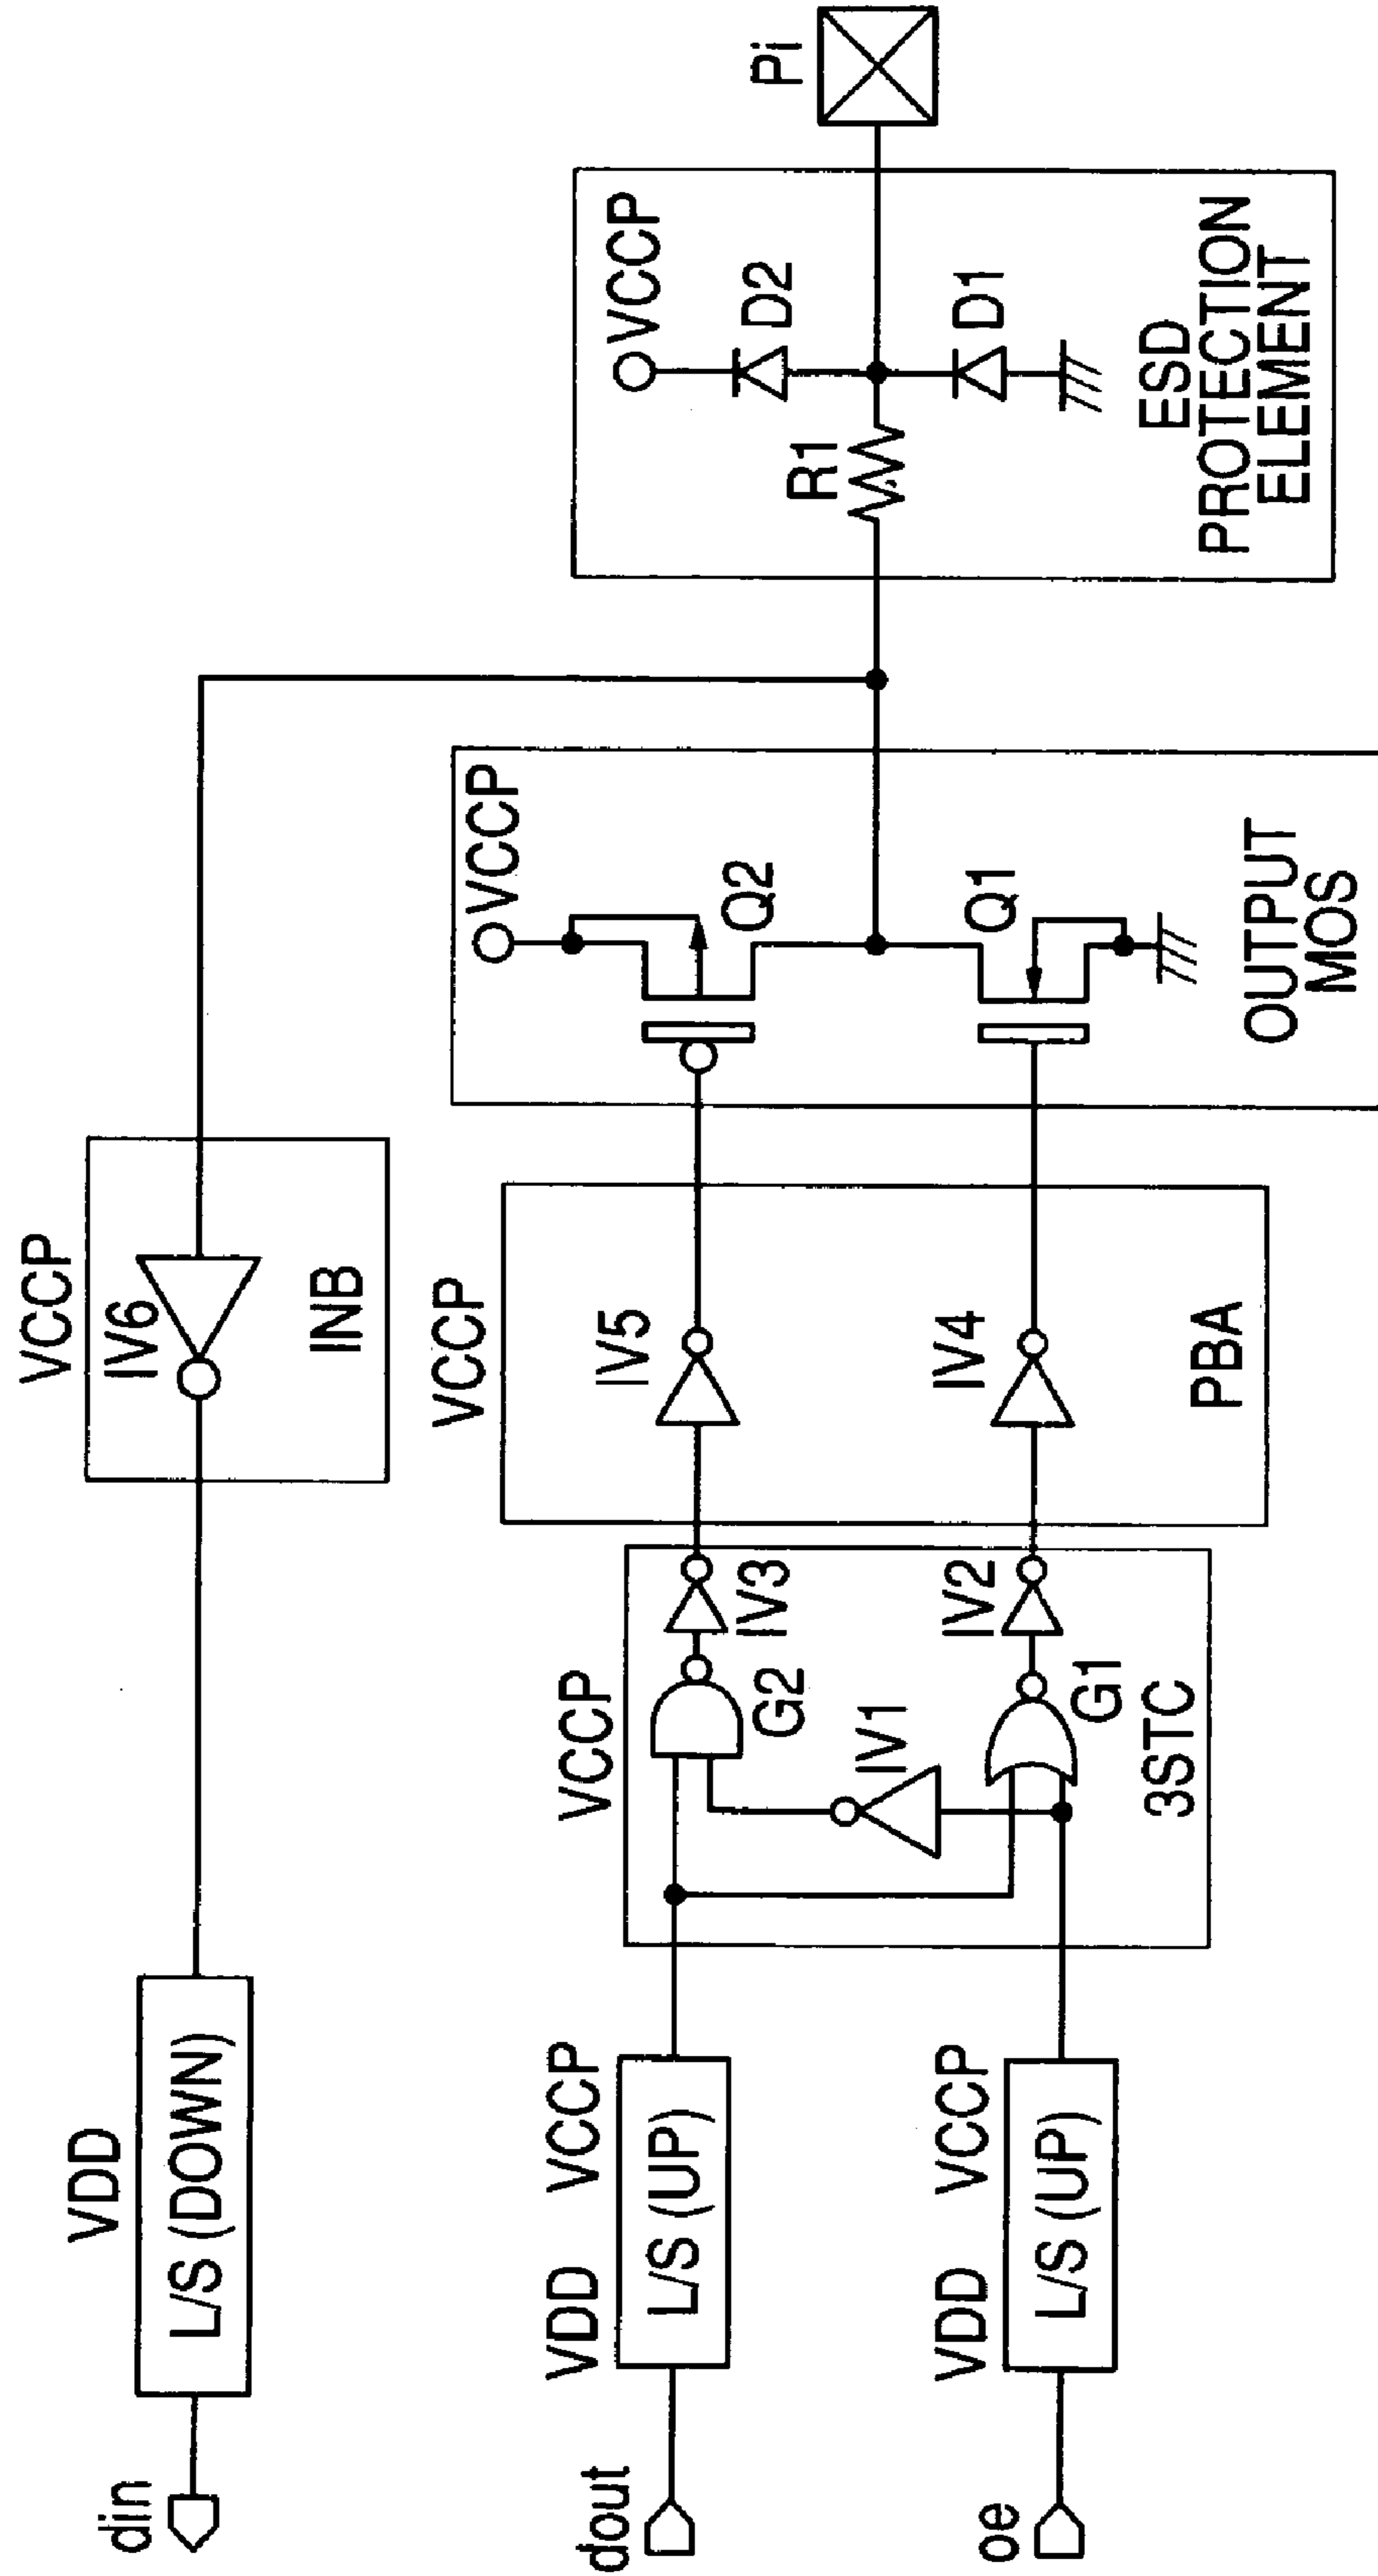 din
VDD
L/S (DOWN)
VCCP
IV6
INB
dout
VDD VCCP
L/S (UP)
oe
VDD VCCP
L/S (UP)
VCCP
G2
IV3
IV1
G1
IV2
3STC
VCCP
IV5
IV4
PBA
VCCP
Q2
Q1
OUTPUT
MOS
VCCP
D2
R1
D1
ESD
PROTECTION
ELEMENT
Pi